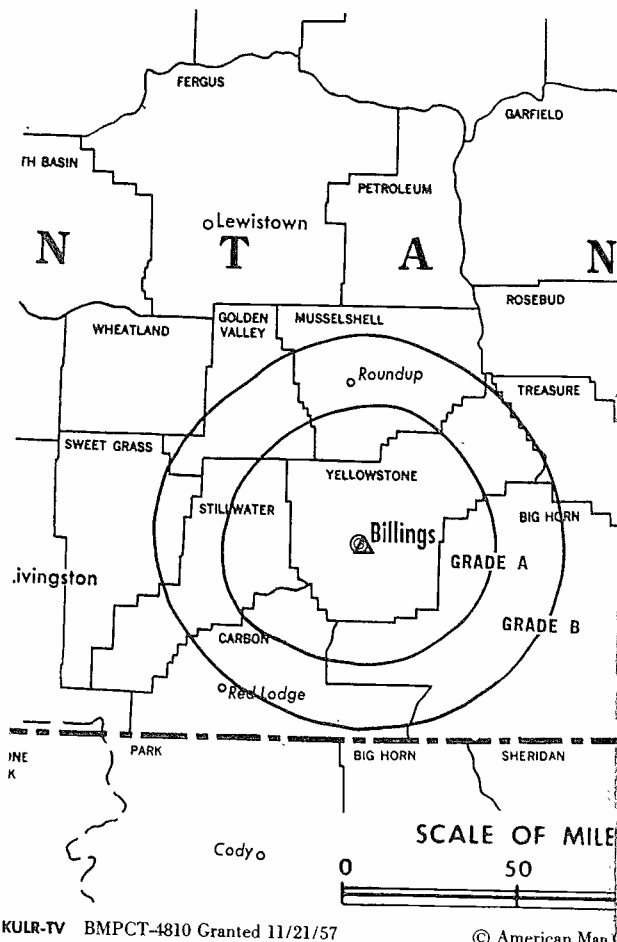 FERGUS
GARFIELD
TH BASIN
PETROLEUM
Lewistown
N T A N
ROSEBUD
WHEATLAND
GOLDEN VALLEY
MUSSELSHELL
Roundup
TREASURE
SWEET GRASS
YELLOWSTONE
STILLWATER
BIG HORN
Billings
GRADE A
ivingston
GRADE B
CARBON
Red Lodge
PARK
BIG HORN
SHERIDAN
ONE
K
SCALE OF MILE
Cody
0 50
KULR-TV BMPCT-4810 Granted 11/21/57
© American Map